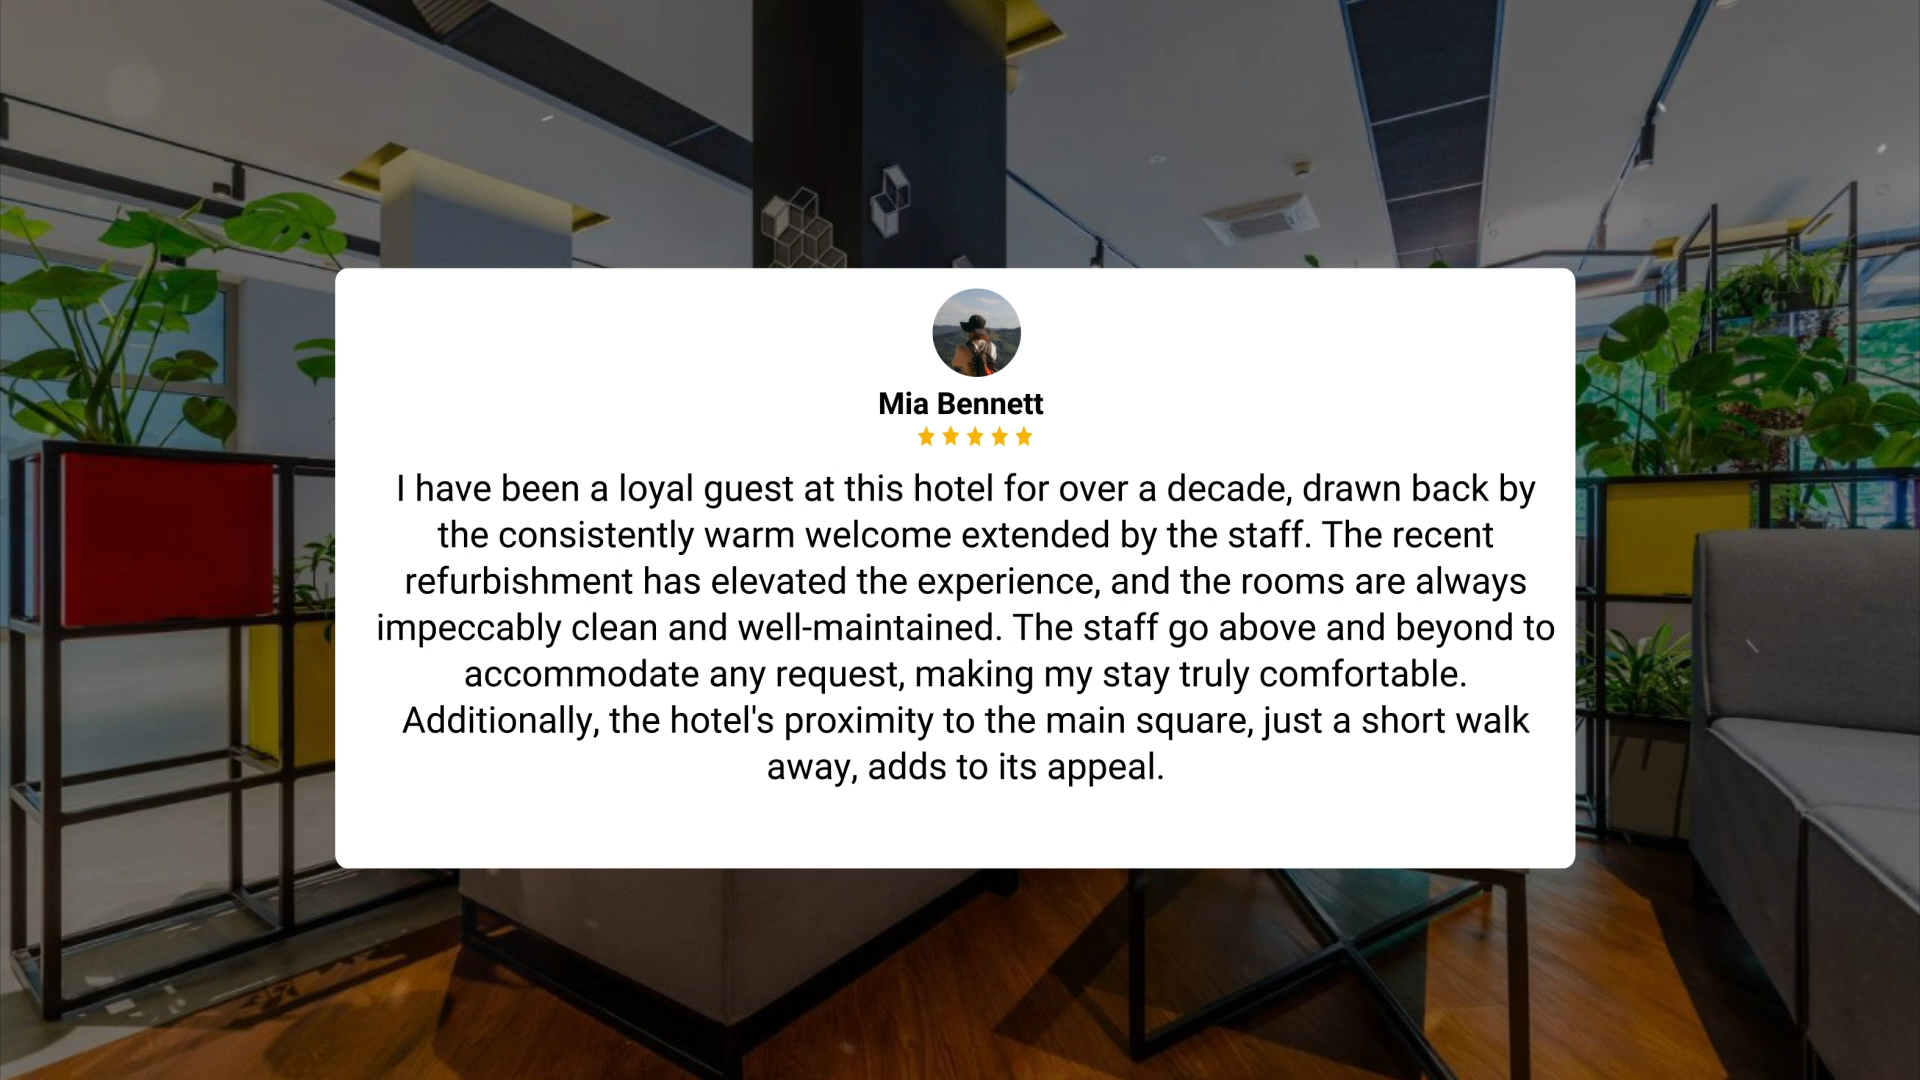 Mia Bennett
I have been a loyal guest at this hotel for over a decade, drawn back by
the consistently warm welcome extended by the staff. The recent
refurbishment has elevated the experience, and the rooms are always
impeccably clean and well-maintained. The staff go above and beyond to
accommodate any request, making my stay truly comfortable.
Additionally, the hotel's proximity to the main square, just a short walk
away, adds to its appeal.